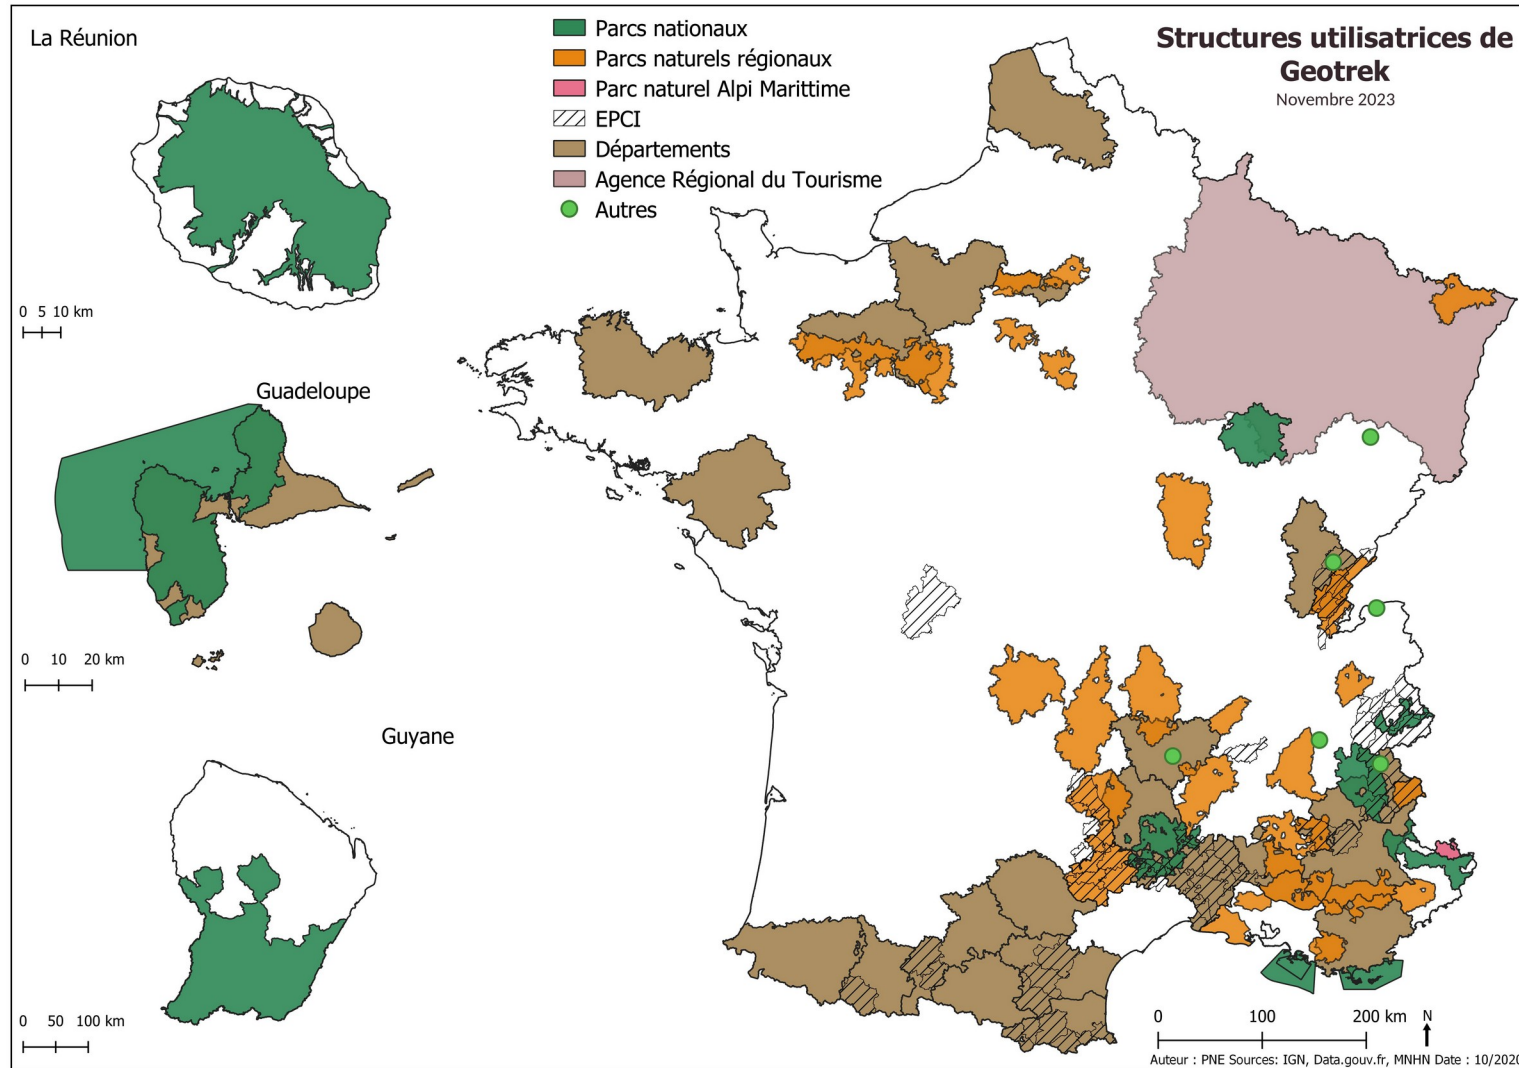 La Réunion
0 5 10 km
Guadeloupe
0 10 20 km
Guyane
0 50 100 km
Parcs nationaux
Parcs naturels régionaux
Parc naturel Alpi Marittime
EPCI
Départements
Agence Régional du Tourisme
Autres
Structures utilisatrices de
Geotrek
Novembre 2023
0 100 200 km
N
Auteur : PNE Sources: IGN, Data.gouv.fr, MNHN Date : 10/2020